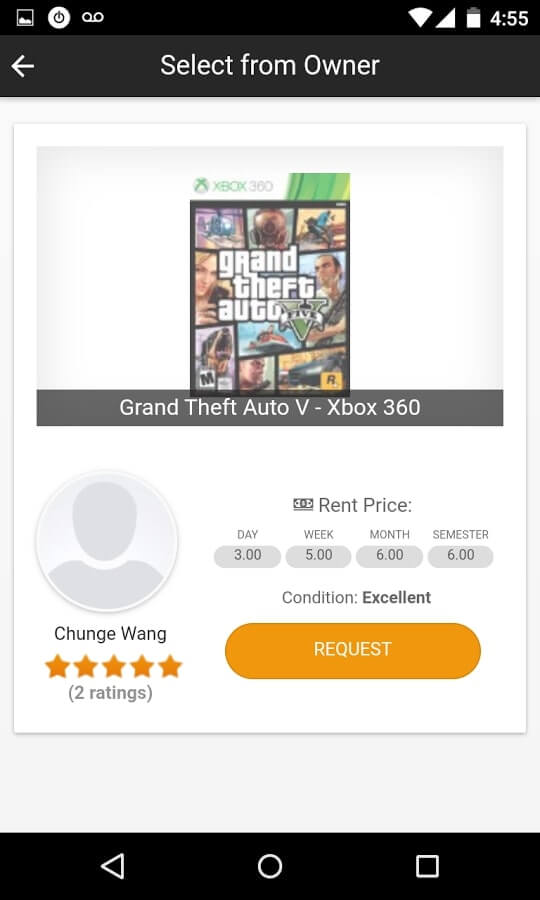 4:55
Select from Owner
XBOX 360
grand
theft
auto
V
FIVE
M
R
Grand Theft Auto V - Xbox 360
Rent Price:
DAY WEEK MONTH SEMESTER
3.00 5.00 6.00 6.00
Condition: Excellent
REQUEST
Chunge Wang
(2 ratings)